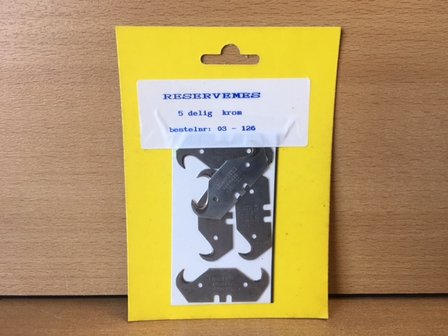 RESERVEMES
5 delig krom
bestelnr: 03 - 126